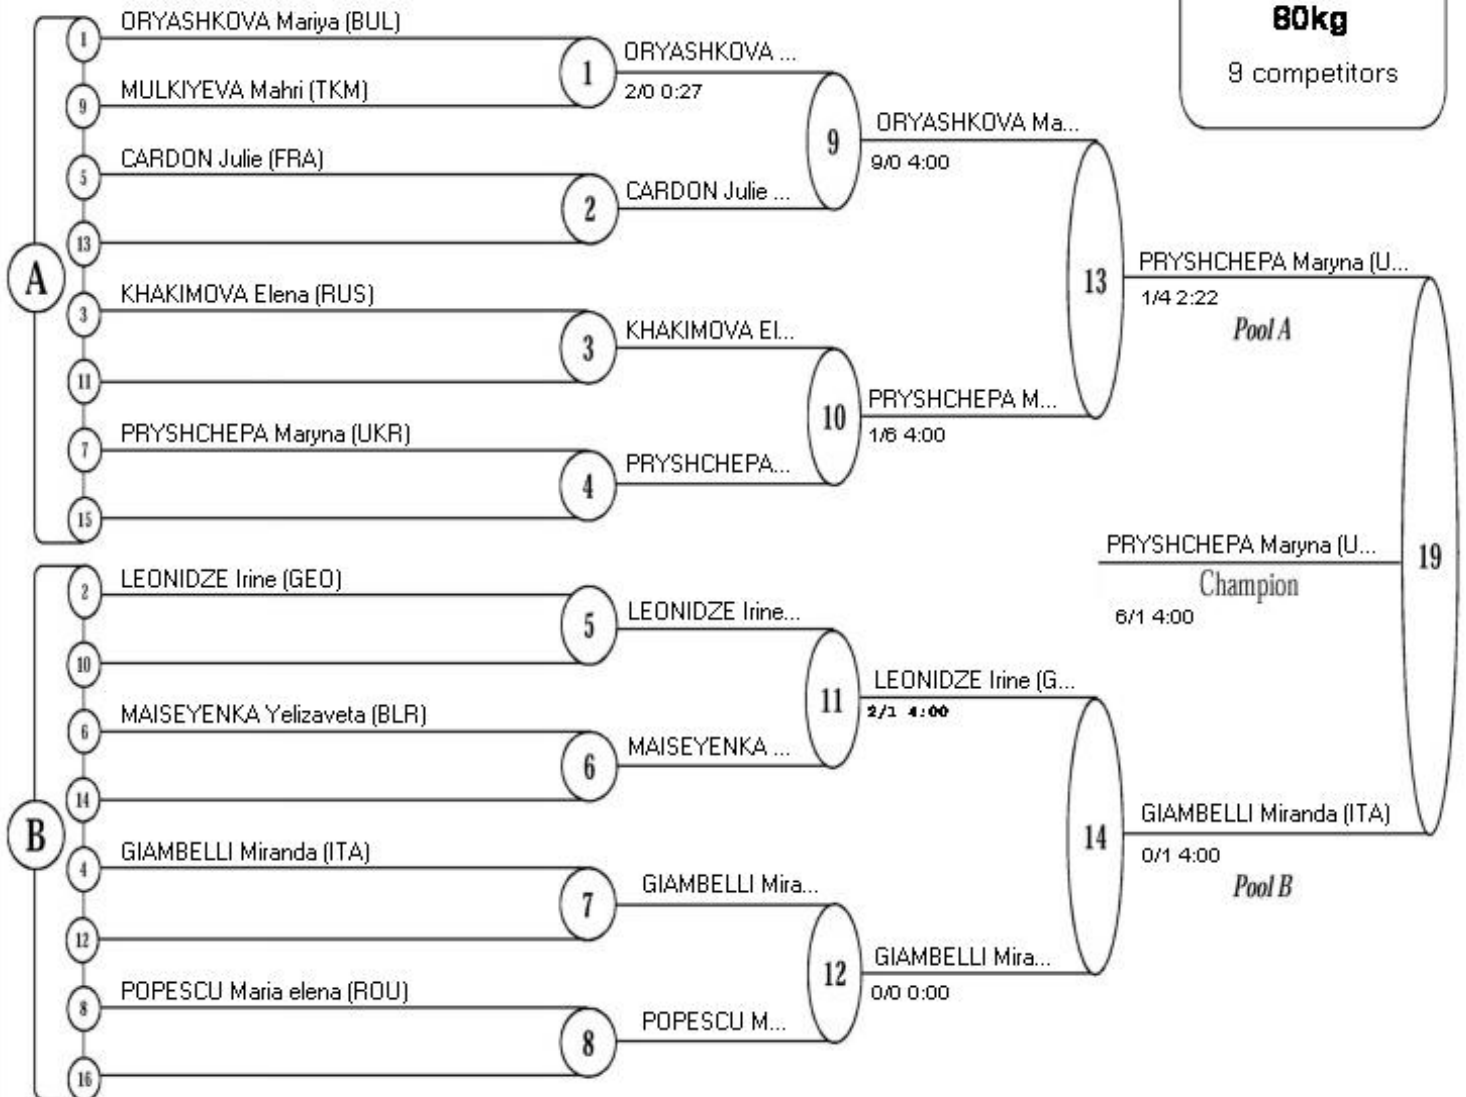 80kg
9 competitors
A
1
ORYASHKOVA Mariya (BUL)
9
MULKIYEVA Mahri (TKM)
5
CARDON Julie (FRA)
13
3
KHAKIMOVA Elena (RUS)
11
7
PRYSHCHEPA Maryna (UKR)
15
B
2
LEONIDZE Irine (GEO)
10
6
MAISEYENKA Yelizaveta (BLR)
14
4
GIAMBELLI Miranda (ITA)
12
8
POPESCU Maria elena (ROU)
16
1
ORYASHKOVA ...
2/0 0:27
2
CARDON Julie ...
3
KHAKIMOVA El...
4
PRYSHCHEPA...
5
LEONIDZE Irine...
6
MAISEYENKA ...
7
GIAMBELLI Mira...
8
POPESCU M...
9
ORYASHKOVA Ma...
9/0 4:00
10
PRYSHCHEPA M...
1/6 4:00
11
LEONIDZE Irine (G...
2/1 4:00
12
GIAMBELLI Mira...
0/0 0:00
13
PRYSHCHEPA Maryna (U...
1/4 2:22
Pool A
14
GIAMBELLI Miranda (ITA)
0/1 4:00
Pool B
PRYSHCHEPA Maryna (U...
Champion
6/1 4:00
19